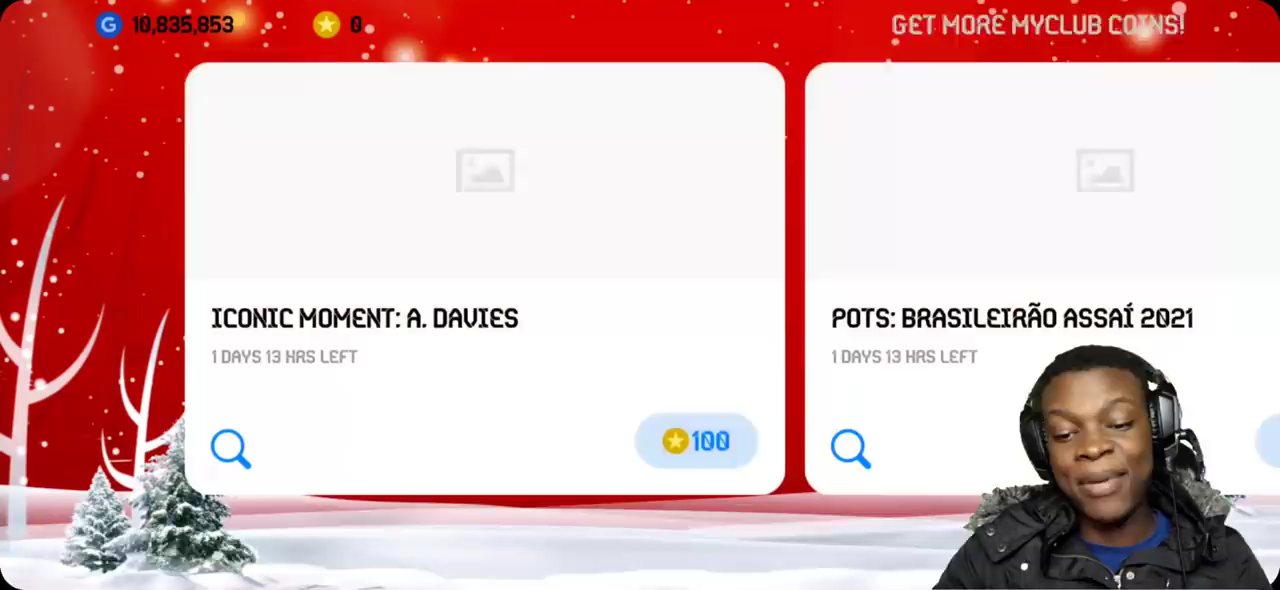 G 10,835,853
0
GET MORE MYCLUB COINS!
ICONIC MOMENT: A. DAVIES
1 DAYS 13 HRS LEFT
100
POTS: BRASILEIRÃO ASSAÍ 2021
1 DAYS 13 HRS LEFT